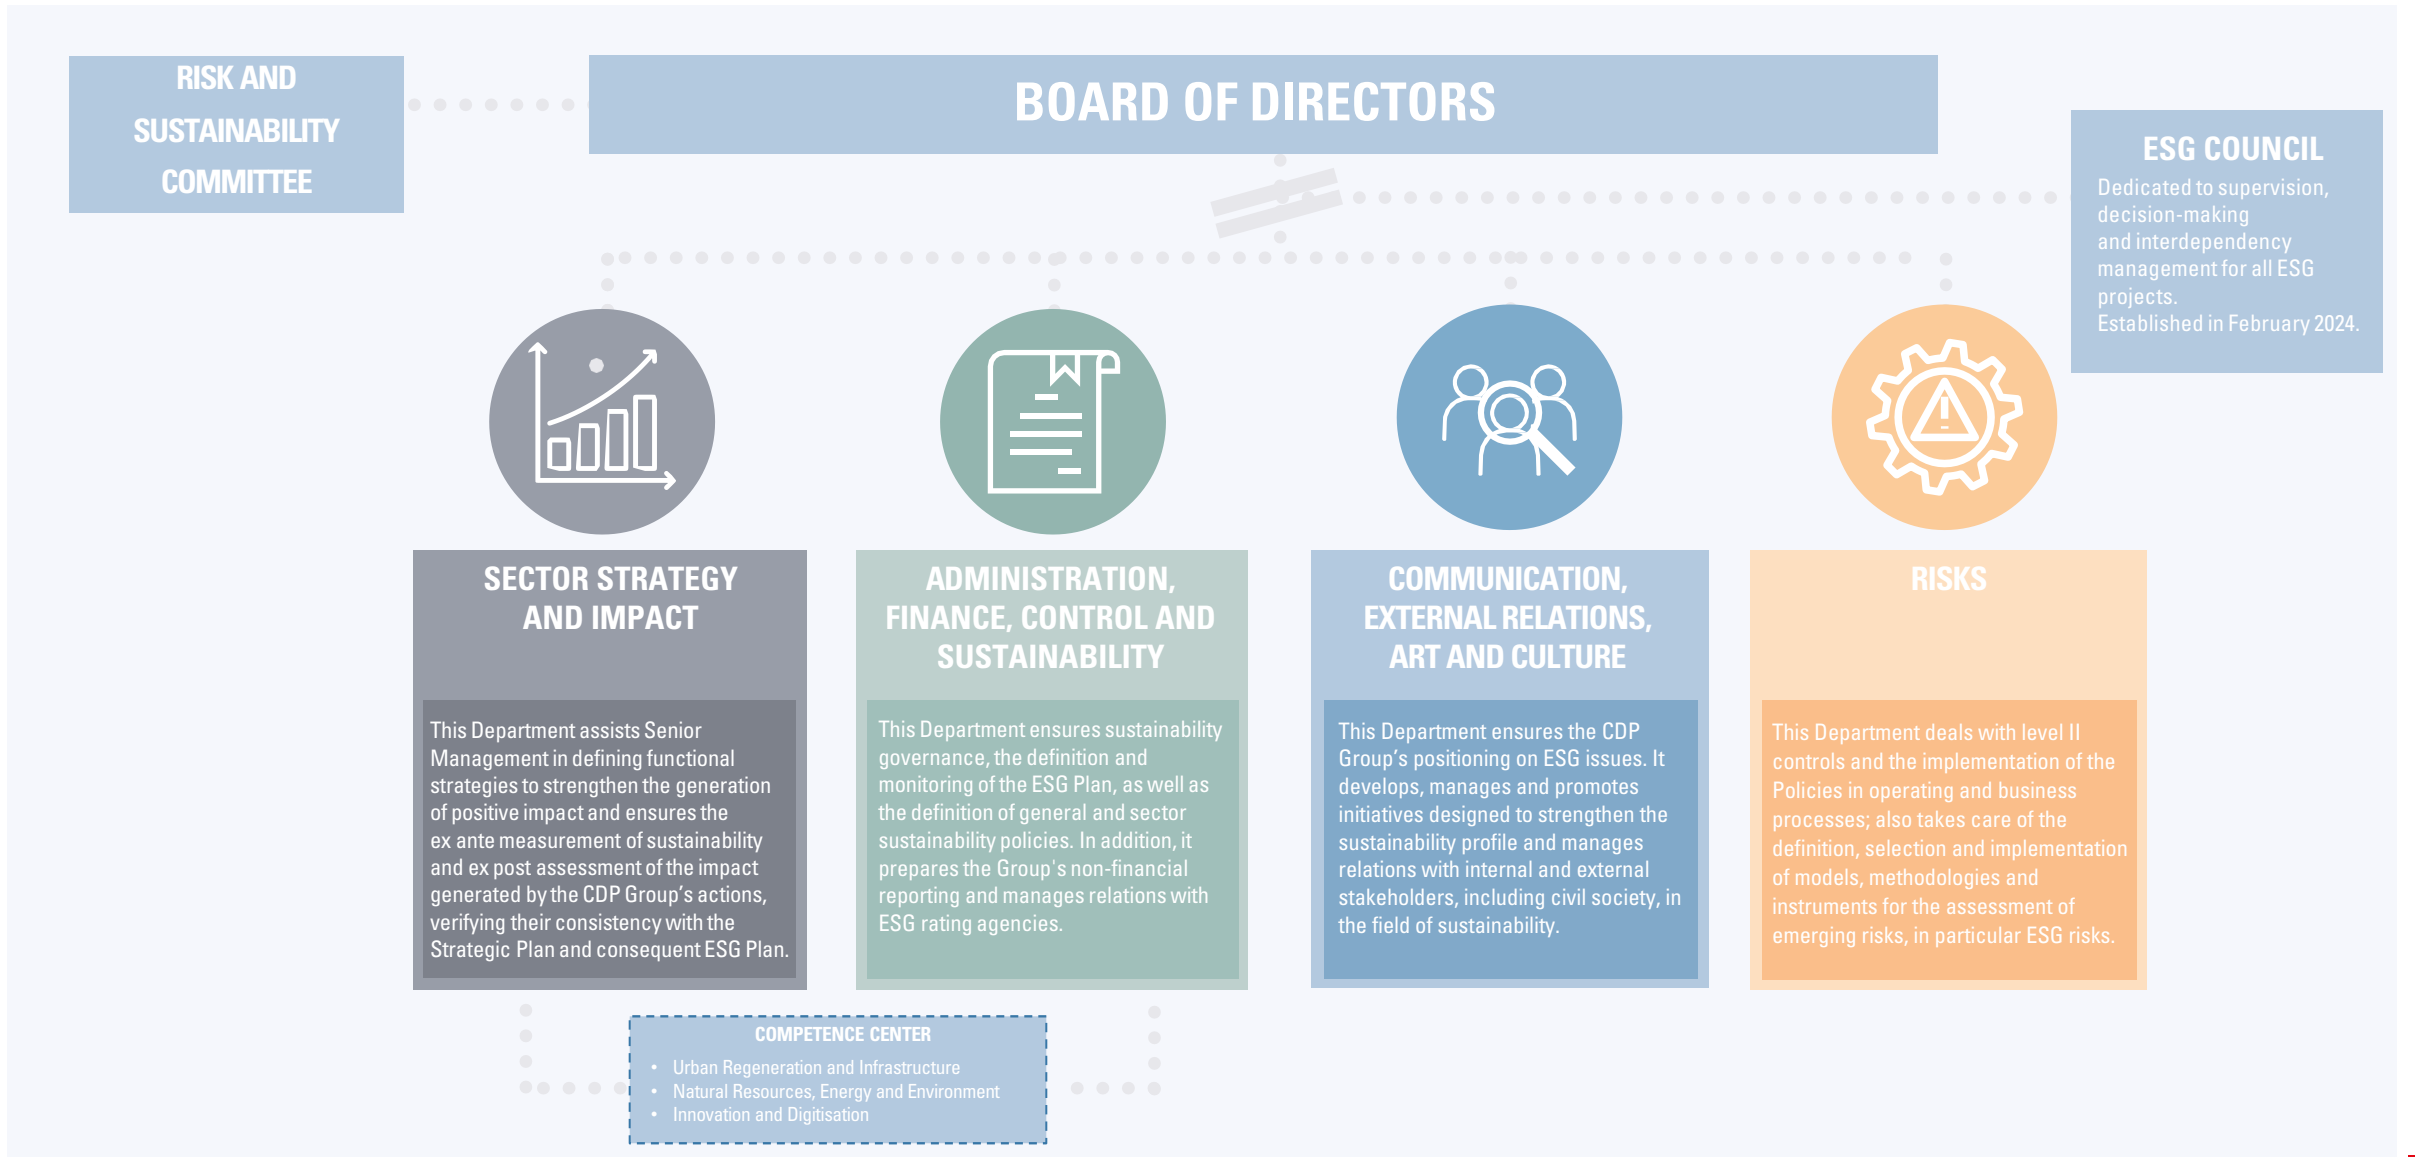 RISK AND
SUSTAINABILITY
COMMITTEE
BOARD OF DIRECTORS
ESG COUNCIL
Dedicated to supervision,
decision-making
and interdependency
management for all ESG
projects.
Established in February 2024.
SECTOR STRATEGY
AND IMPACT
This Department assists Senior
Management in defining functional
strategies to strengthen the generation
of positive impact and ensures the
ex ante measurement of sustainability
and ex post assessment of the impact
generated by the CDP Group’s actions,
verifying their consistency with the
Strategic Plan and consequent ESG Plan.
ADMINISTRATION,
FINANCE, CONTROL AND
SUSTAINABILITY
This Department ensures sustainability
governance, the definition and
monitoring of the ESG Plan, as well as
the definition of general and sector
sustainability policies. In addition, it
prepares the Group's non-financial
reporting and manages relations with
ESG rating agencies.
COMMUNICATION,
EXTERNAL RELATIONS,
ART AND CULTURE
This Department ensures the CDP
Group’s positioning on ESG issues. It
develops, manages and promotes
initiatives designed to strengthen the
sustainability profile and manages
relations with internal and external
stakeholders, including civil society, in
the field of sustainability.
RISKS
This Department deals with level II
controls and the implementation of the
Policies in operating and business
processes; also takes care of the
definition, selection and implementation
of models, methodologies and
instruments for the assessment of
emerging risks, in particular ESG risks.
COMPETENCE CENTER
• Urban Regeneration and Infrastructure
• Natural Resources, Energy and Environment
• Innovation and Digitisation